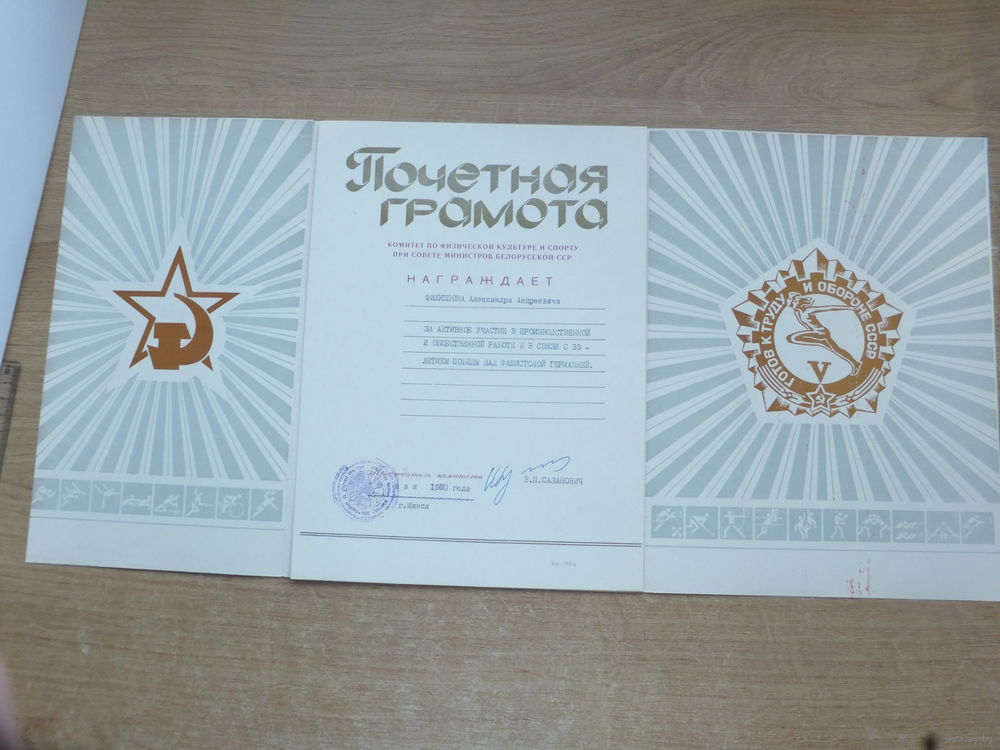 Почетная
грамота
КОМИТЕТ ПО ФИЗИЧЕСКОЙ КУЛЬТУРЕ И СПОРТУ
ПРИ СОВЕТЕ МИНИСТРОВ БЕЛОРУССКОЙ ССР
НАГРАЖДАЕТ
ФИЛИППОВА Александра Андреевича
ЗА АКТИВНОЕ УЧАСТИЕ В ПРОИЗВОДСТВЕННОЙ
И ОБЩЕСТВЕННОЙ РАБОТЕ И В СВЯЗИ С 35 -
ЛЕТИЕМ ПОБЕДЫ НАД ФАШИСТСКОЙ ГЕРМАНИЕЙ.
Председатель комитета
В.П.САЗАНОВИЧ
мая 1980 года
г.Минск
ГОТОВ К ТРУДУ И ОБОРОНЕ СССР
V